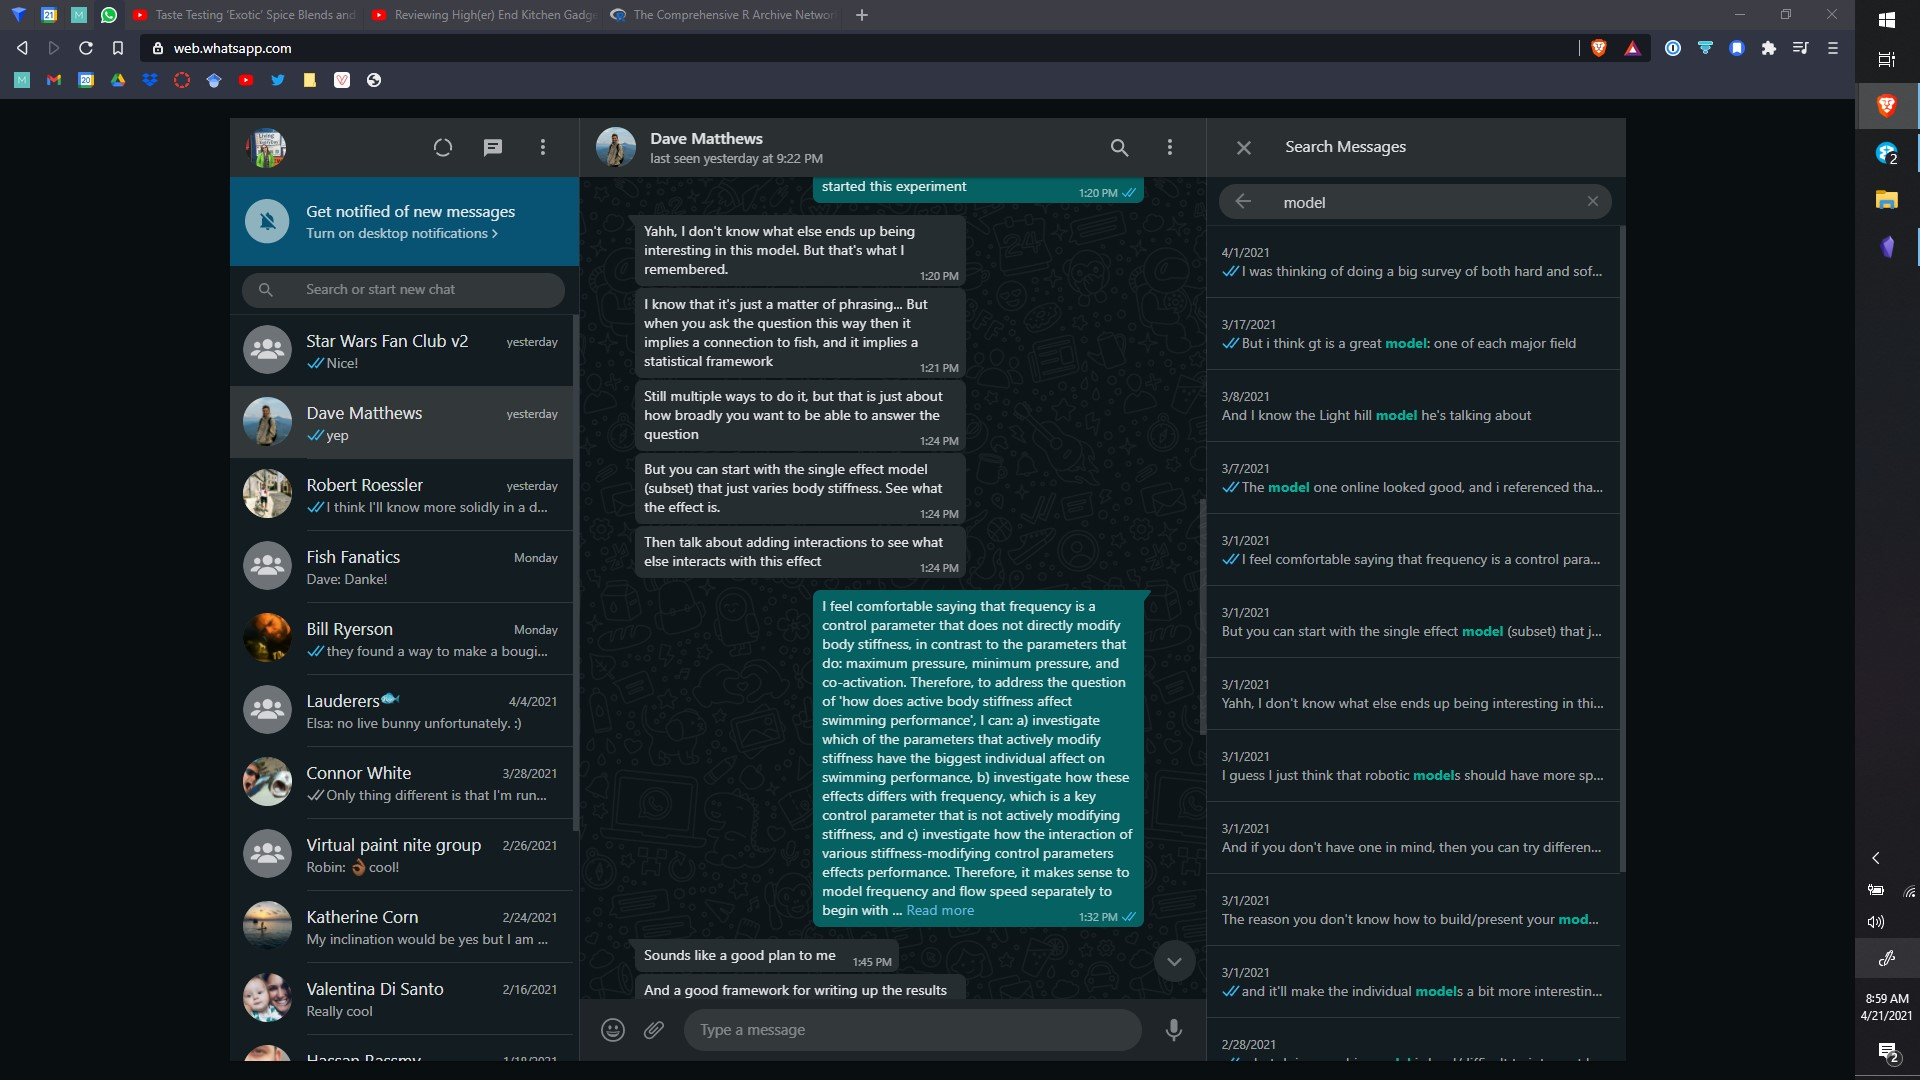 Taste Testing 'Exotic' Spice Blends and
Reviewing High(er) End Kitchen Gadge
The Comprehensive R Archive Networ
web.whatsapp.com
Get notified of new messages
Turn on desktop notifications >
Search or start new chat
Star Wars Fan Club v2 yesterday
Nice!
Dave Matthews yesterday
yep
Robert Roessler yesterday
I think I'll know more solidly in a d...
Fish Fanatics Monday
Dave: Danke!
Bill Ryerson Monday
they found a way to make a bougi...
Lauderers🐟 4/4/2021
Elsa: no live bunny unfortunately. :)
Connor White 3/28/2021
Only thing different is that I'm run...
Virtual paint nite group 2/26/2021
Robin: 👌🏾 cool!
Katherine Corn 2/24/2021
My inclination would be yes but I am ...
Valentina Di Santo 2/16/2021
Really cool
Dave Matthews
last seen yesterday at 9:22 PM
started this experiment
1:20 PM
Yahh, I don't know what else ends up being
interesting in this model. But that's what I
remembered.
1:20 PM
I know that it's just a matter of phrasing... But
when you ask the question this way then it
implies a connection to fish, and it implies a
statistical framework
1:21 PM
Still multiple ways to do it, but that is just about
how broadly you want to be able to answer the
question
1:24 PM
But you can start with the single effect model
(subset) that just varies body stiffness. See what
the effect is.
1:24 PM
Then talk about adding interactions to see what
else interacts with this effect
1:24 PM
I feel comfortable saying that frequency is a
control parameter that does not directly modify
body stiffness, in contrast to the parameters that
do: maximum pressure, minimum pressure, and
co-activation. Therefore, to address the question
of 'how does active body stiffness affect
swimming performance', I can: a) investigate
which of the parameters that actively modify
stiffness have the biggest individual affect on
swimming performance, b) investigate how these
effects differs with frequency, which is a key
control parameter that is not actively modifying
stiffness, and c) investigate how the interaction of
various stiffness-modifying control parameters
effects performance. Therefore, it makes sense to
model frequency and flow speed separately to
begin with ... Read more
1:32 PM
Sounds like a good plan to me
1:45 PM
And a good framework for writing up the results
Type a message
Search Messages
model
4/1/2021
I was thinking of doing a big survey of both hard and sof...
3/17/2021
But i think gt is a great model: one of each major field
3/8/2021
And I know the Light hill model he's talking about
3/7/2021
The model one online looked good, and i referenced tha...
3/1/2021
I feel comfortable saying that frequency is a control para...
3/1/2021
But you can start with the single effect model (subset) that j...
3/1/2021
Yahh, I don't know what else ends up being interesting in thi...
3/1/2021
I guess I just think that robotic models should have more sp...
3/1/2021
And if you don't have one in mind, then you can try differen...
3/1/2021
The reason you don't know how to build/present your mod...
3/1/2021
and it'll make the individual models a bit more interestin...
2/28/2021
2
8:59 AM
4/21/2021
2